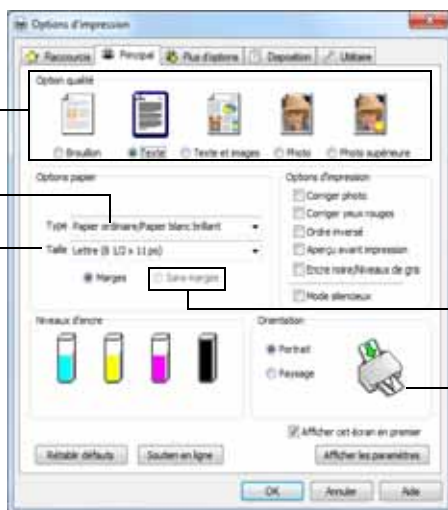 Options d'impression
Raccourcis Principal Plus d'options Disposition Utilitaire
Option qualité
Brouillon Texte Texte et images Photo Photo supérieure
Options papier
Type Papier ordinaire/Papier blanc brillant
Taille Lettre (8 1/2 x 11 po)
Marges Sans marges
Options d'impression
Corriger photo
Corriger yeux rouges
Ordre inversé
Aperçu avant impression
Encre noire/Niveaux de gris
Mode silencieux
Niveaux d'encre
Orientation
Portrait
Paysage
Afficher cet écran en premier
Rétablir défauts Soutien en ligne Afficher les paramètres
OK Annuler Aide